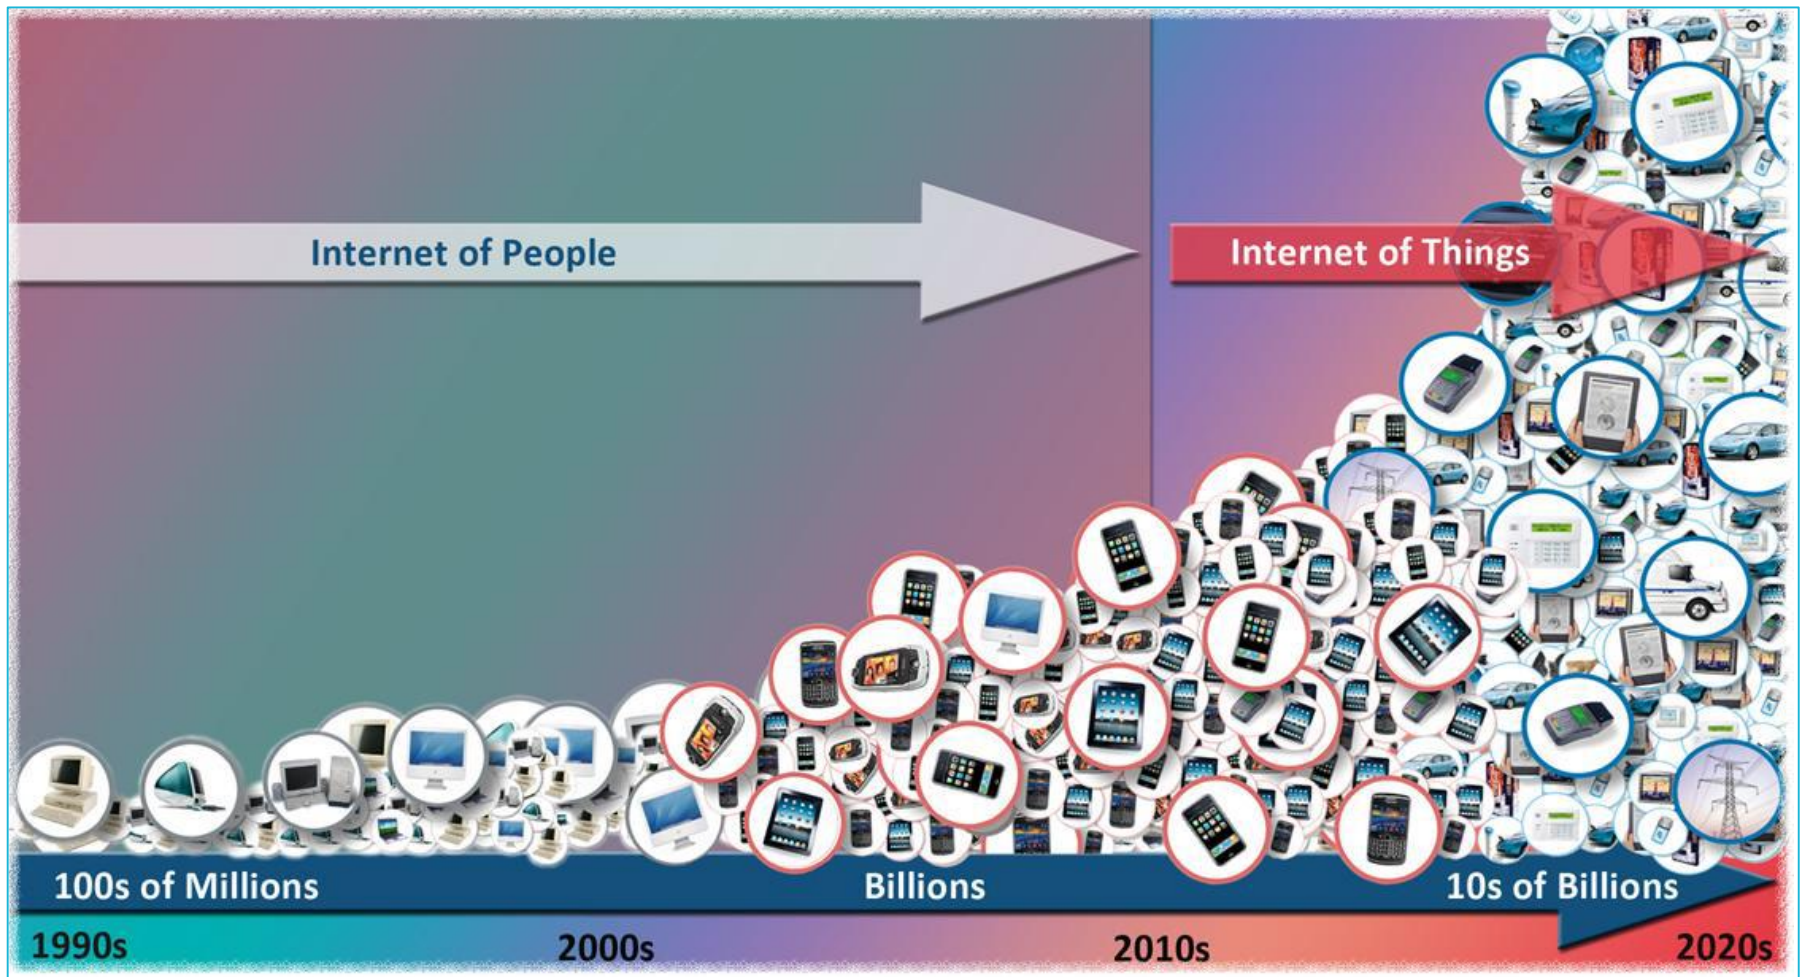 Internet of People
Internet of Things
100s of Millions
Billions
10s of Billions
1990s
2000s
2010s
2020s